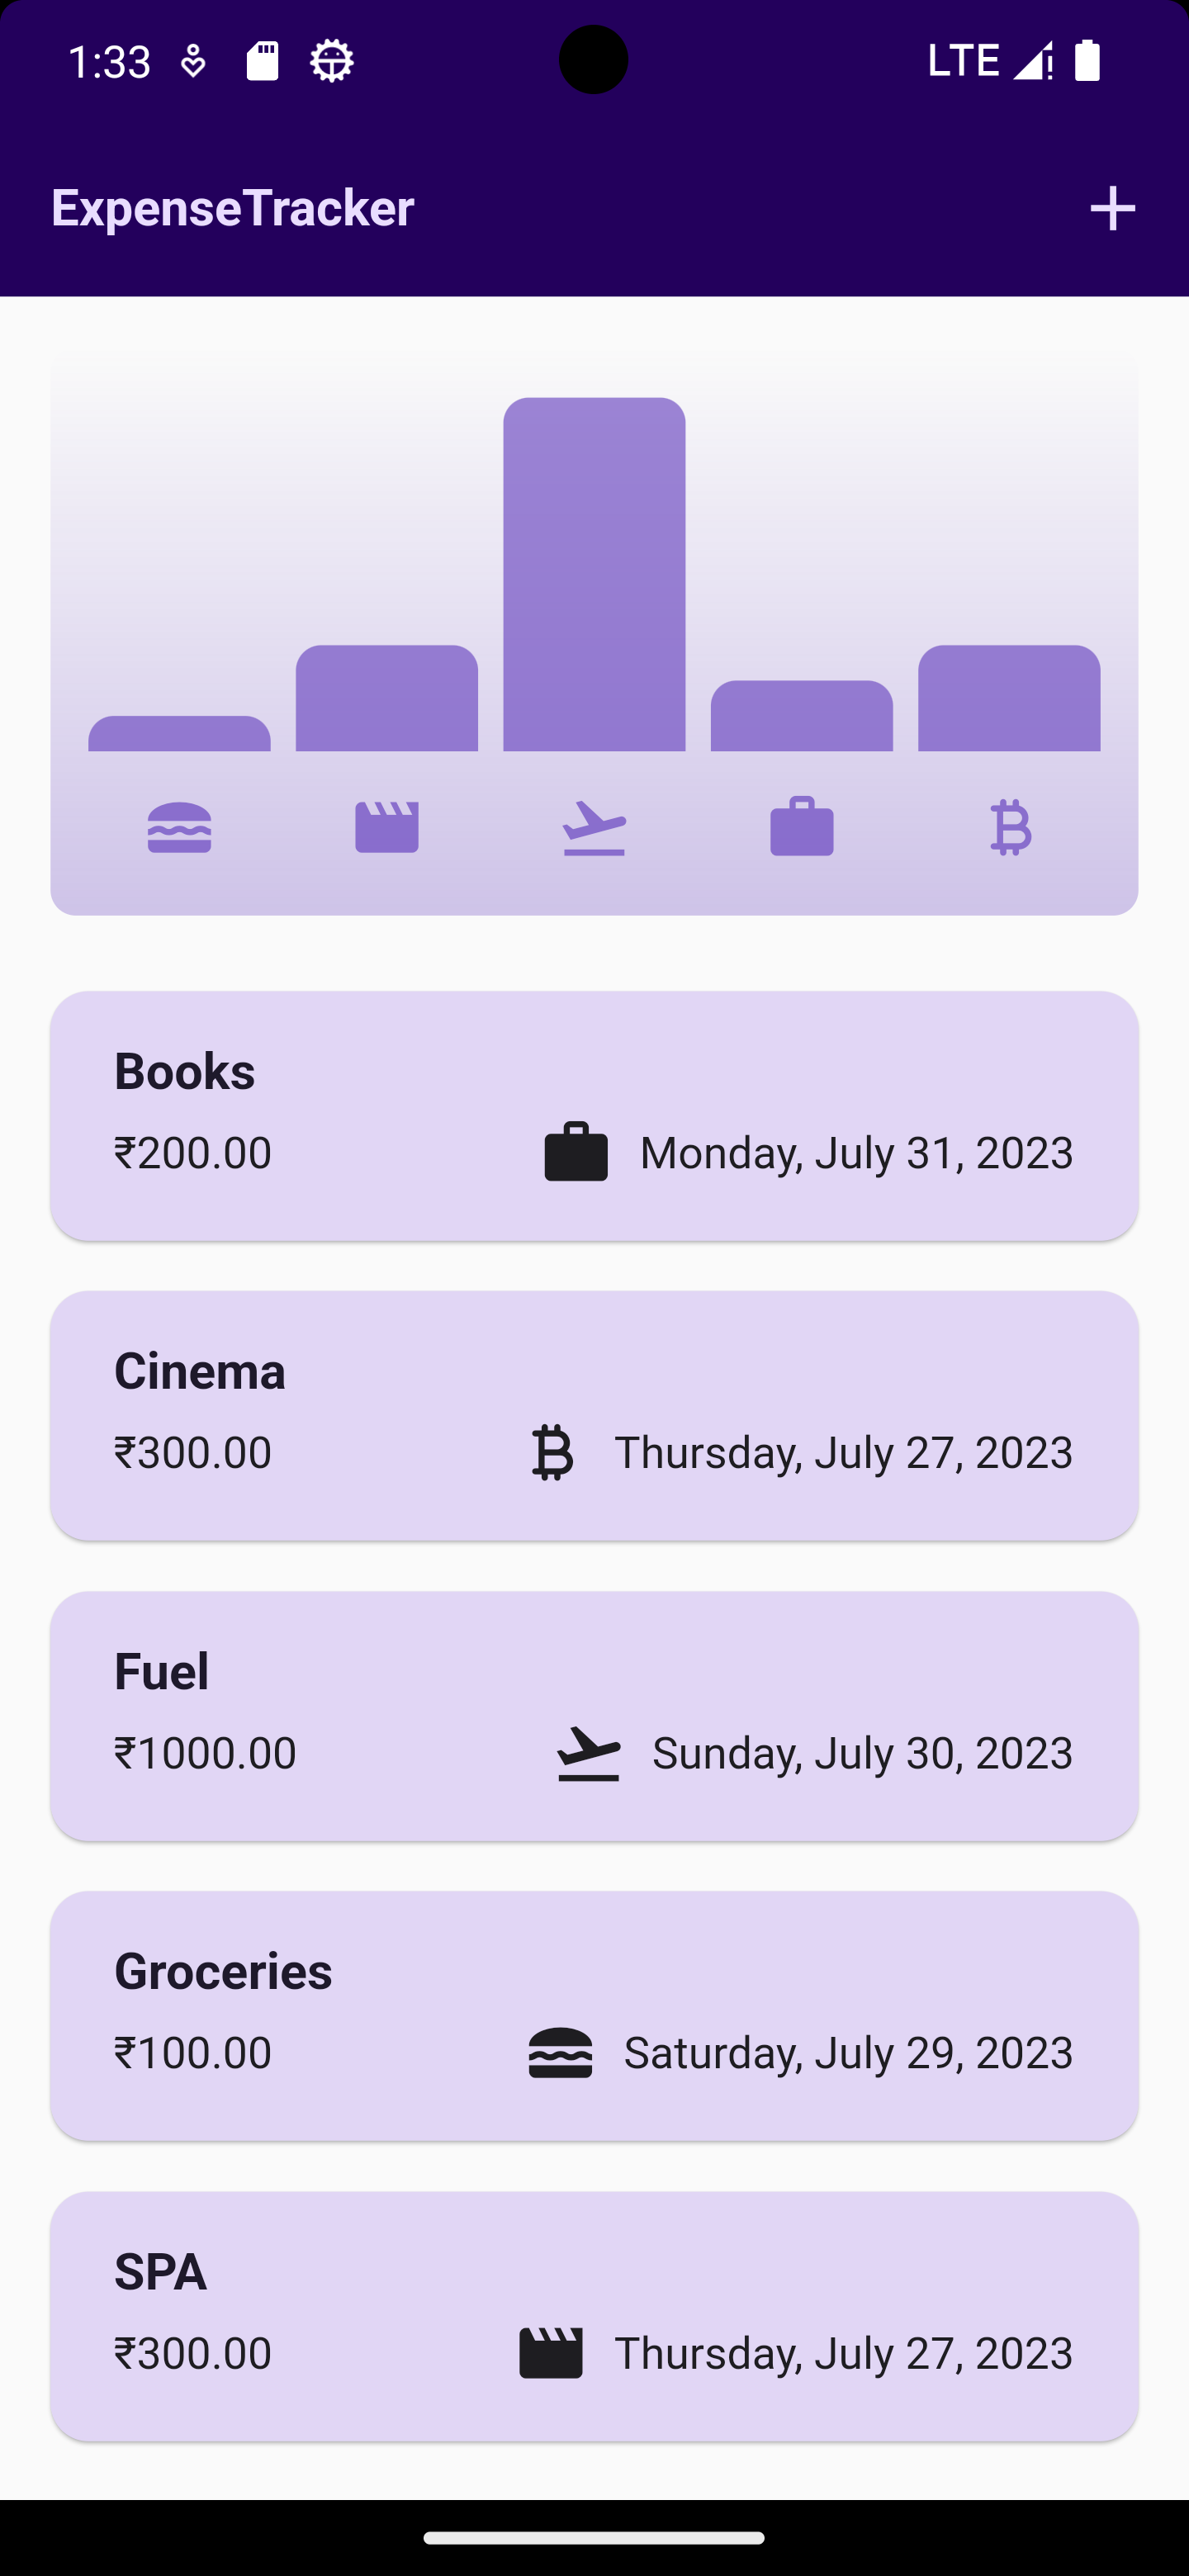 1:33 LTE
ExpenseTracker
Books
₹200.00 Monday, July 31, 2023
Cinema
₹300.00 Thursday, July 27, 2023
Fuel
₹1000.00 Sunday, July 30, 2023
Groceries
₹100.00 Saturday, July 29, 2023
SPA
₹300.00 Thursday, July 27, 2023